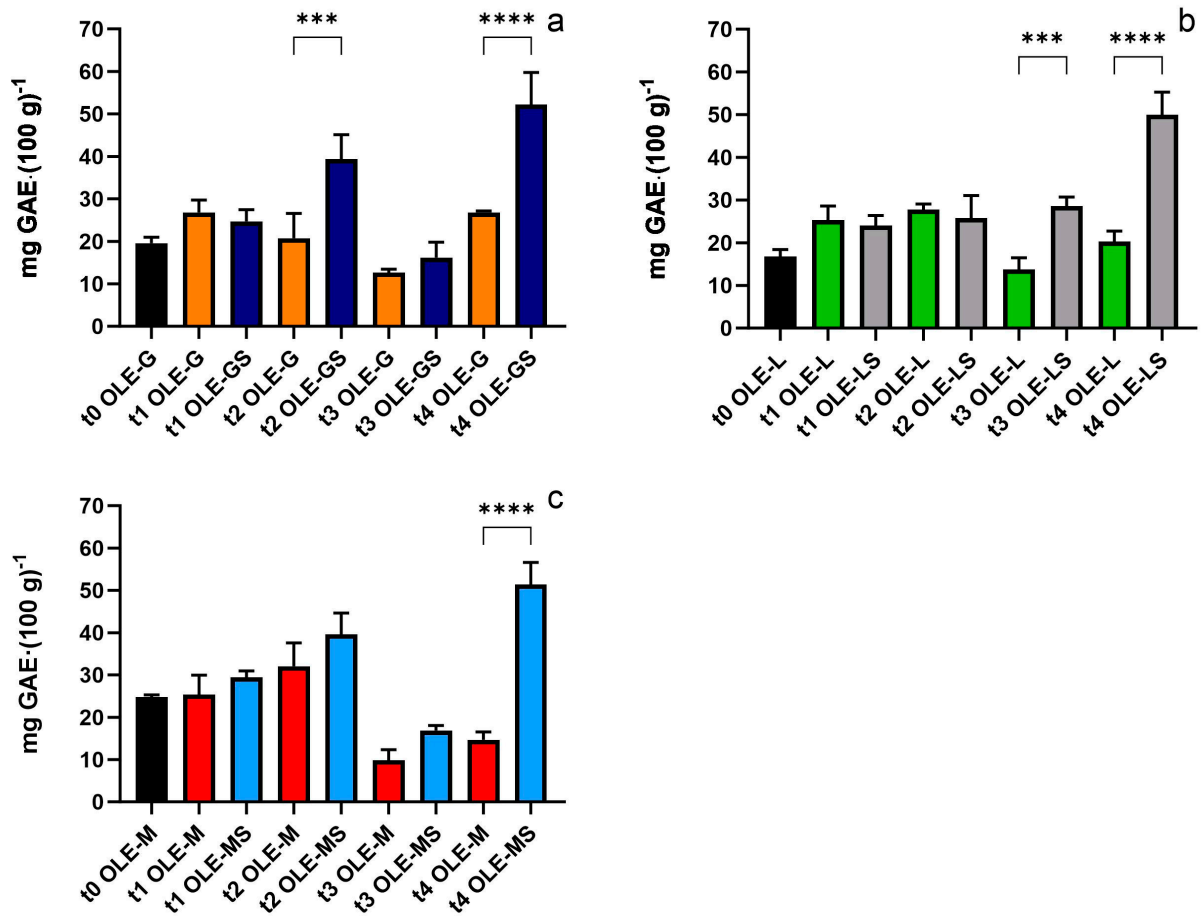 a
*** ****
mg GAE·(100 g)-1
70
60
50
40
30
20
10
0
t0 OLE-G
t1 OLE-G
t1 OLE-GS
t2 OLE-G
t2 OLE-GS
t3 OLE-G
t3 OLE-GS
t4 OLE-G
t4 OLE-GS
b
*** ****
mg GAE·(100 g)-1
70
60
50
40
30
20
10
0
t0 OLE-L
t1 OLE-L
t1 OLE-LS
t2 OLE-L
t2 OLE-LS
t3 OLE-L
t3 OLE-LS
t4 OLE-L
t4 OLE-LS
c
****
mg GAE·(100 g)-1
70
60
50
40
30
20
10
0
t0 OLE-M
t1 OLE-M
t1 OLE-MS
t2 OLE-M
t2 OLE-MS
t3 OLE-M
t3 OLE-MS
t4 OLE-M
t4 OLE-MS